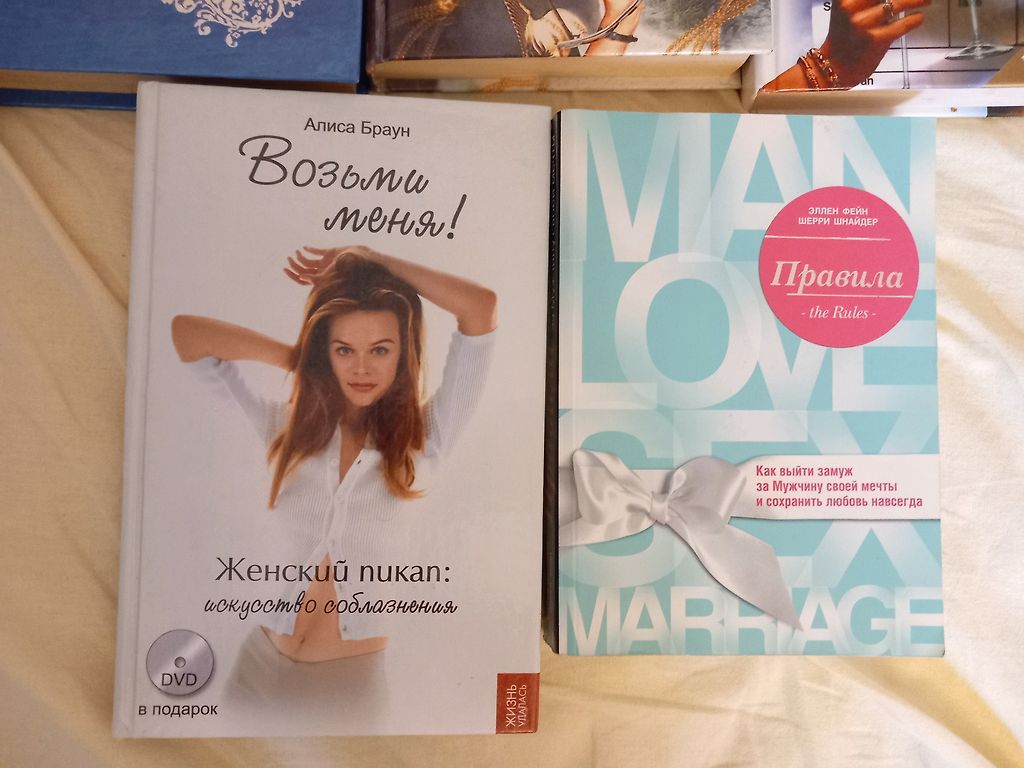 Алиса Браун
Возьми
меня!
Женский пикап:
искусство соблазнения
DVD
в подарок
ЖИЗНЬ
УДАЛАСЬ
MAN
LOVE
SEX
MARRIAGE
ЭЛЛЕН ФЕЙН
ШЕРРИ ШНАЙДЕР
Правила
- the Rules -
Как выйти замуж
за Мужчину своей мечты
и сохранить любовь навсегда